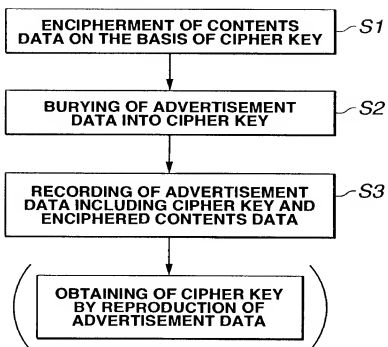 ENCIPHERMENT OF CONTENTS
DATA ON THE BASIS OF CIPHER KEY
S1
BURYING OF ADVERTISEMENT
DATA INTO CIPHER KEY
S2
RECORDING OF ADVERTISEMENT
DATA INCLUDING CIPHER KEY AND
ENCIPHERED CONTENTS DATA
S3
OBTAINING OF CIPHER KEY
BY REPRODUCTION OF
ADVERTISEMENT DATA